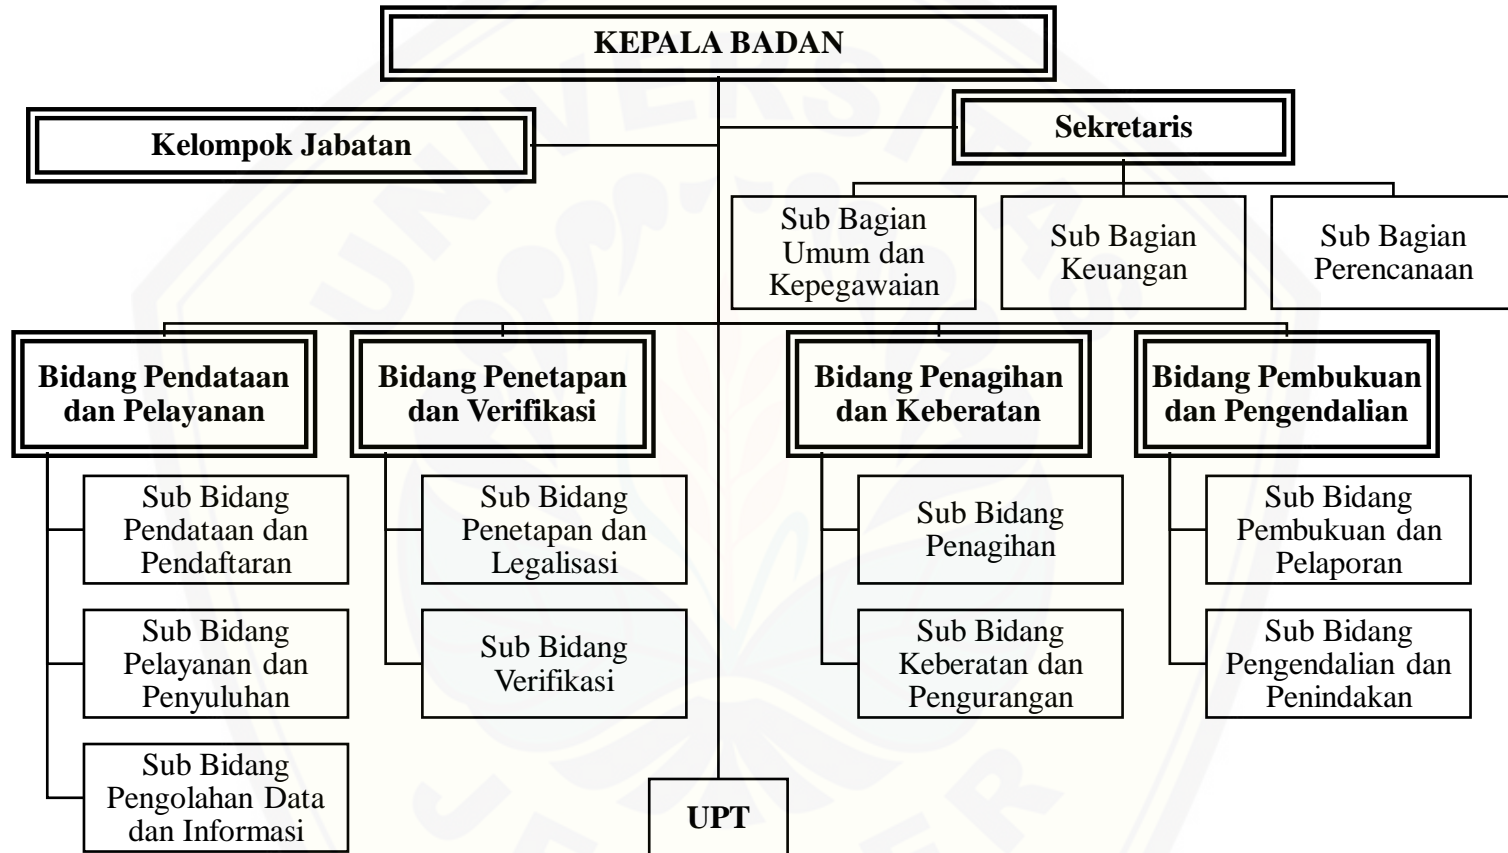 KEPALA BADAN
Kelompok Jabatan
Sekretaris
Sub Bagian
Umum dan
Kepegawaian
Sub Bagian
Keuangan
Sub Bagian
Perencanaan
Bidang Pendataan
dan Pelayanan
Bidang Penetapan
dan Verifikasi
Bidang Penagihan
dan Keberatan
Bidang Pembukuan
dan Pengendalian
Sub Bidang
Pendataan dan
Pendaftaran
Sub Bidang
Pelayanan dan
Penyuluhan
Sub Bidang
Pengolahan Data
dan Informasi
Sub Bidang
Penetapan dan
Legalisasi
Sub Bidang
Verifikasi
Sub Bidang
Penagihan
Sub Bidang
Keberatan dan
Pengurangan
Sub Bidang
Pembukuan dan
Pelaporan
Sub Bidang
Pengendalian dan
Penindakan
UPT
UNIVERSITAS